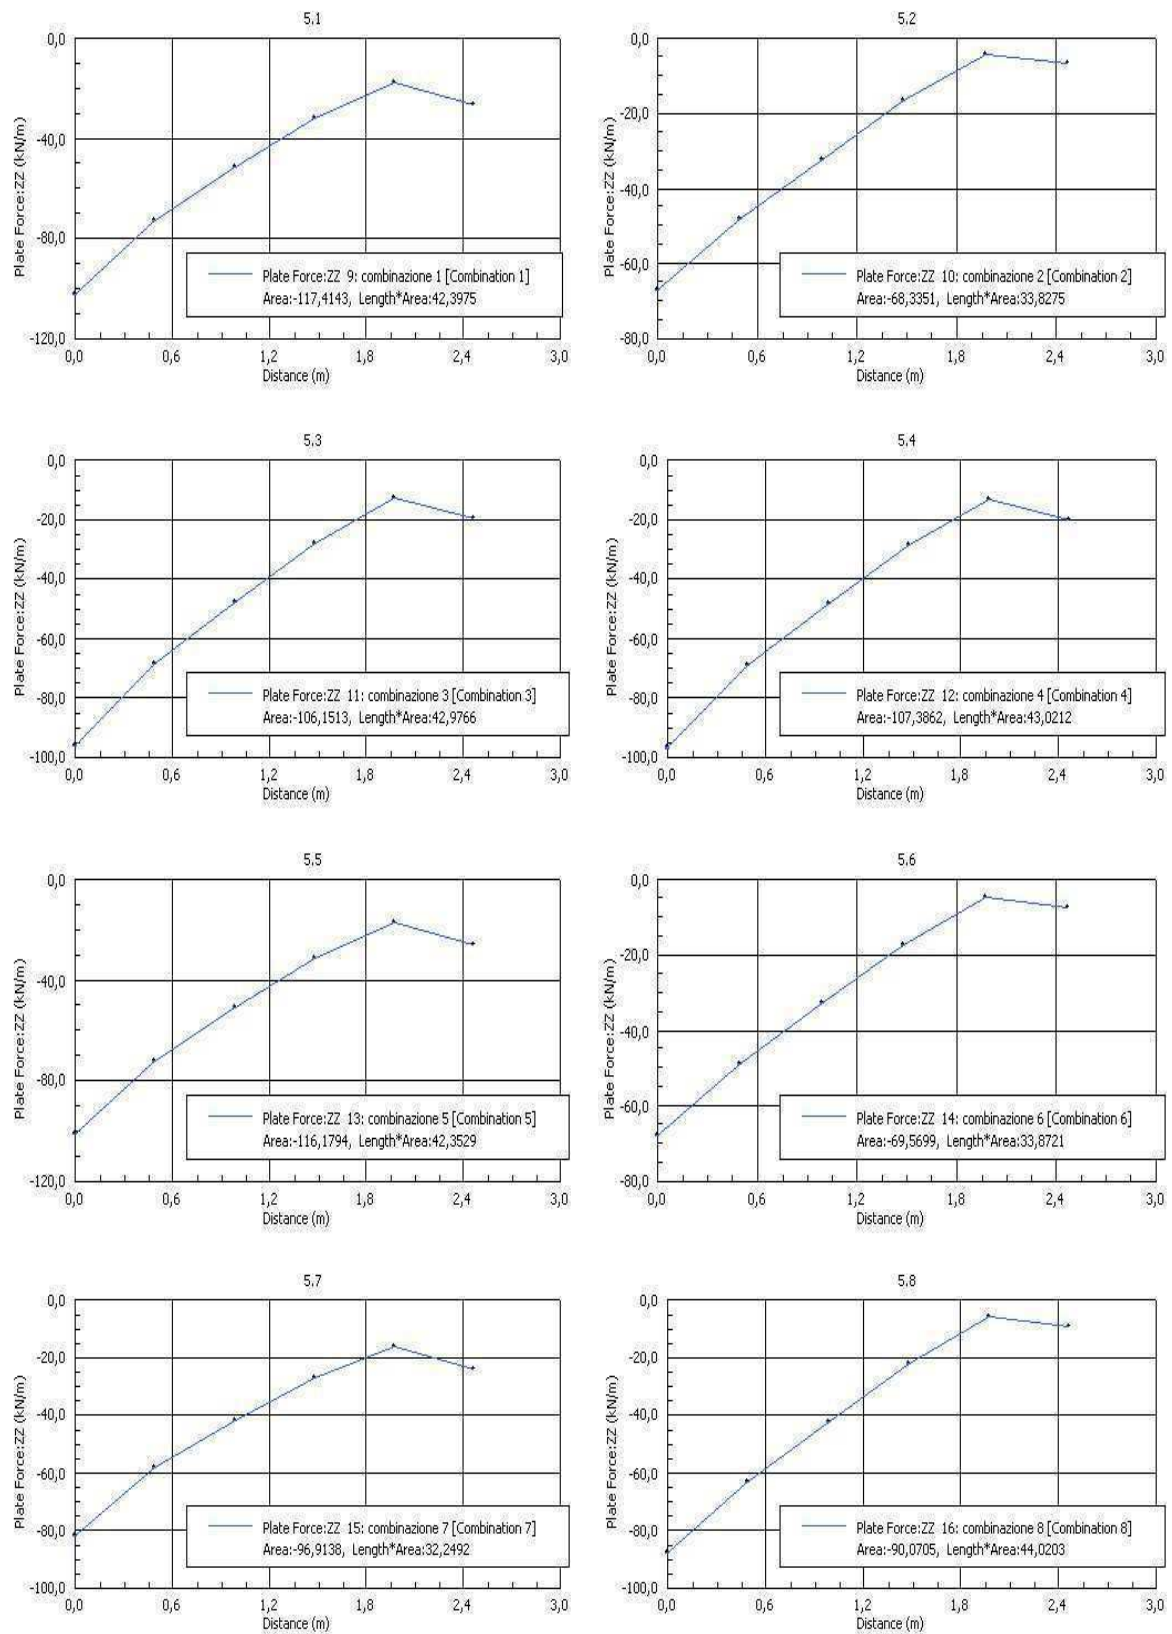 5.1
0,0
-40,0
-80,0
-120,0
Plate Force:ZZ (kN/m)
Plate Force:ZZ 9: combinazione 1 [Combination 1]
Area:-117,4143, Length*Area:42,3975
0,0 0,6 1,2 1,8 2,4 3,0
Distance (m)
5.2
0,0
-20,0
-40,0
-60,0
-80,0
Plate Force:ZZ (kN/m)
Plate Force:ZZ 10: combinazione 2 [Combination 2]
Area:-68,3351, Length*Area:33,8275
0,0 0,6 1,2 1,8 2,4 3,0
Distance (m)
5.3
0,0
-20,0
-40,0
-60,0
-80,0
-100,0
Plate Force:ZZ (kN/m)
Plate Force:ZZ 11: combinazione 3 [Combination 3]
Area:-106,1513, Length*Area:42,9766
0,0 0,6 1,2 1,8 2,4 3,0
Distance (m)
5.4
0,0
-20,0
-40,0
-60,0
-80,0
-100,0
Plate Force:ZZ (kN/m)
Plate Force:ZZ 12: combinazione 4 [Combination 4]
Area:-107,3862, Length*Area:43,0212
0,0 0,6 1,2 1,8 2,4 3,0
Distance (m)
5.5
0,0
-40,0
-80,0
-120,0
Plate Force:ZZ (kN/m)
Plate Force:ZZ 13: combinazione 5 [Combination 5]
Area:-116,1794, Length*Area:42,3529
0,0 0,6 1,2 1,8 2,4 3,0
Distance (m)
5.6
0,0
-20,0
-40,0
-60,0
-80,0
Plate Force:ZZ (kN/m)
Plate Force:ZZ 14: combinazione 6 [Combination 6]
Area:-69,5699, Length*Area:33,8721
0,0 0,6 1,2 1,8 2,4 3,0
Distance (m)
5.7
0,0
-20,0
-40,0
-60,0
-80,0
-100,0
Plate Force:ZZ (kN/m)
Plate Force:ZZ 15: combinazione 7 [Combination 7]
Area:-96,9138, Length*Area:32,2492
0,0 0,6 1,2 1,8 2,4 3,0
Distance (m)
5.8
0,0
-20,0
-40,0
-60,0
-80,0
-100,0
Plate Force:ZZ (kN/m)
Plate Force:ZZ 16: combinazione 8 [Combination 8]
Area:-90,0705, Length*Area:44,0203
0,0 0,6 1,2 1,8 2,4 3,0
Distance (m)